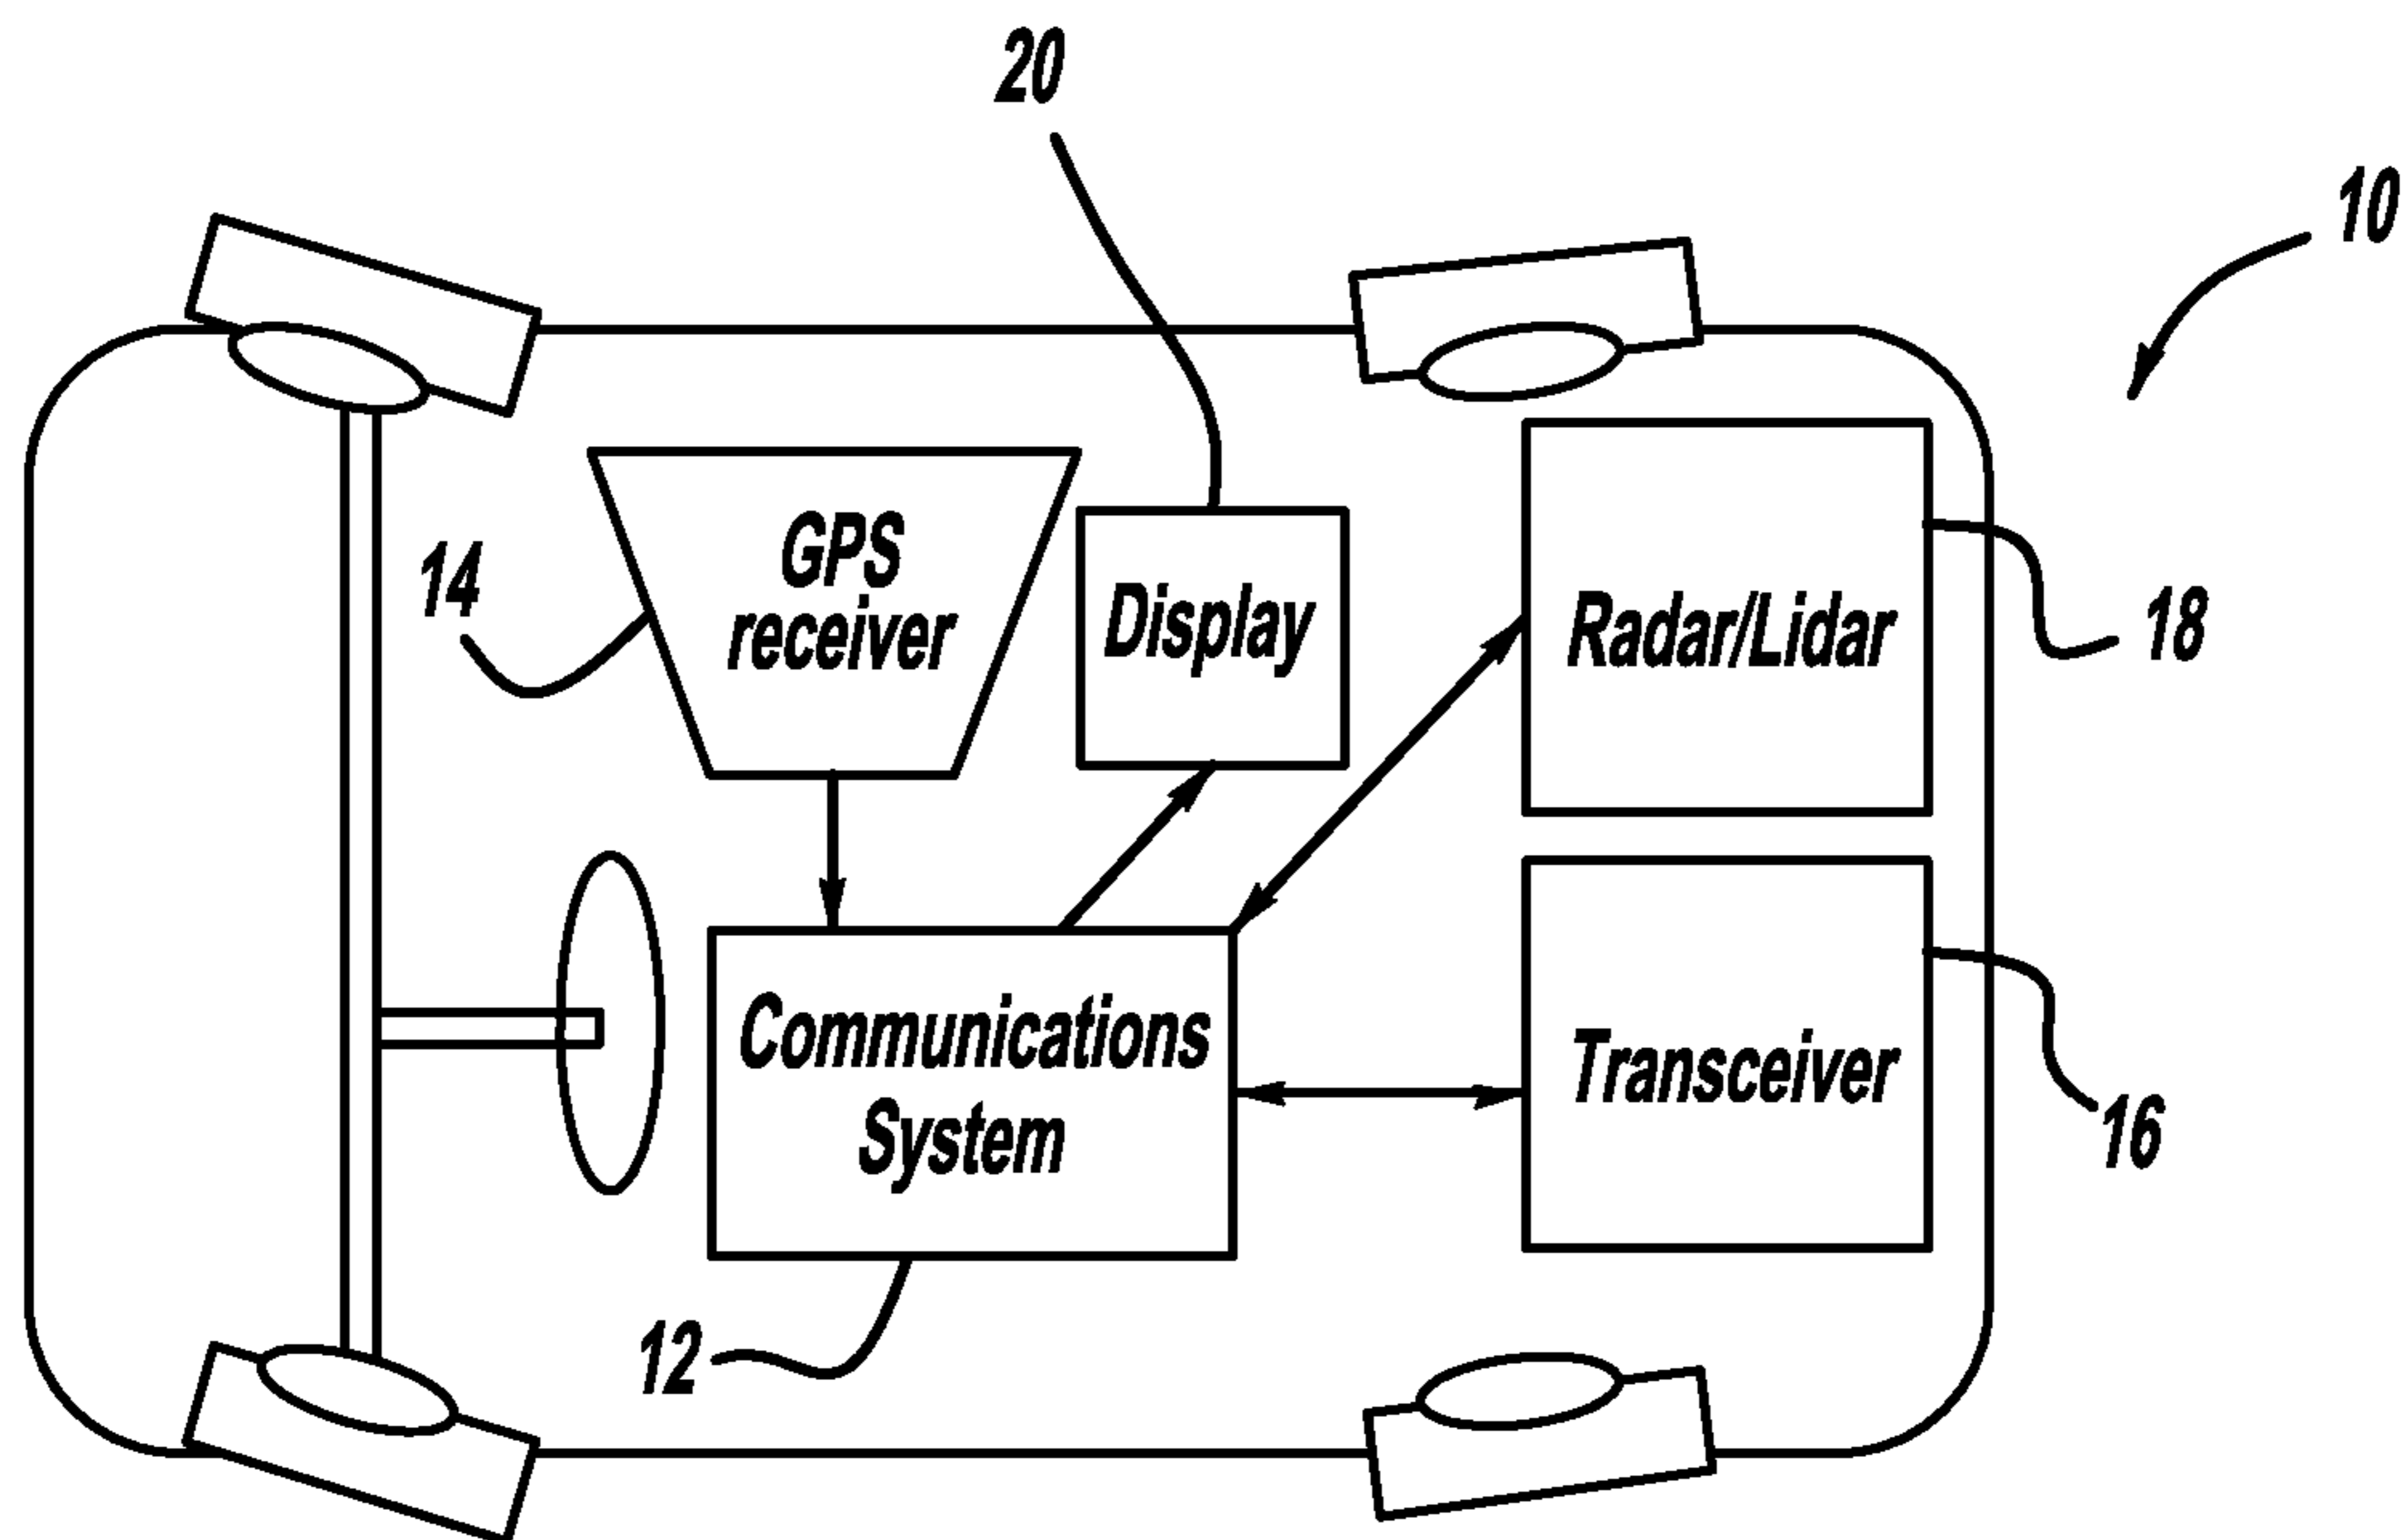 20
10
14
GPS
receiver
Display
Radar/Lidar
18
Communications
System
Transceiver
16
12